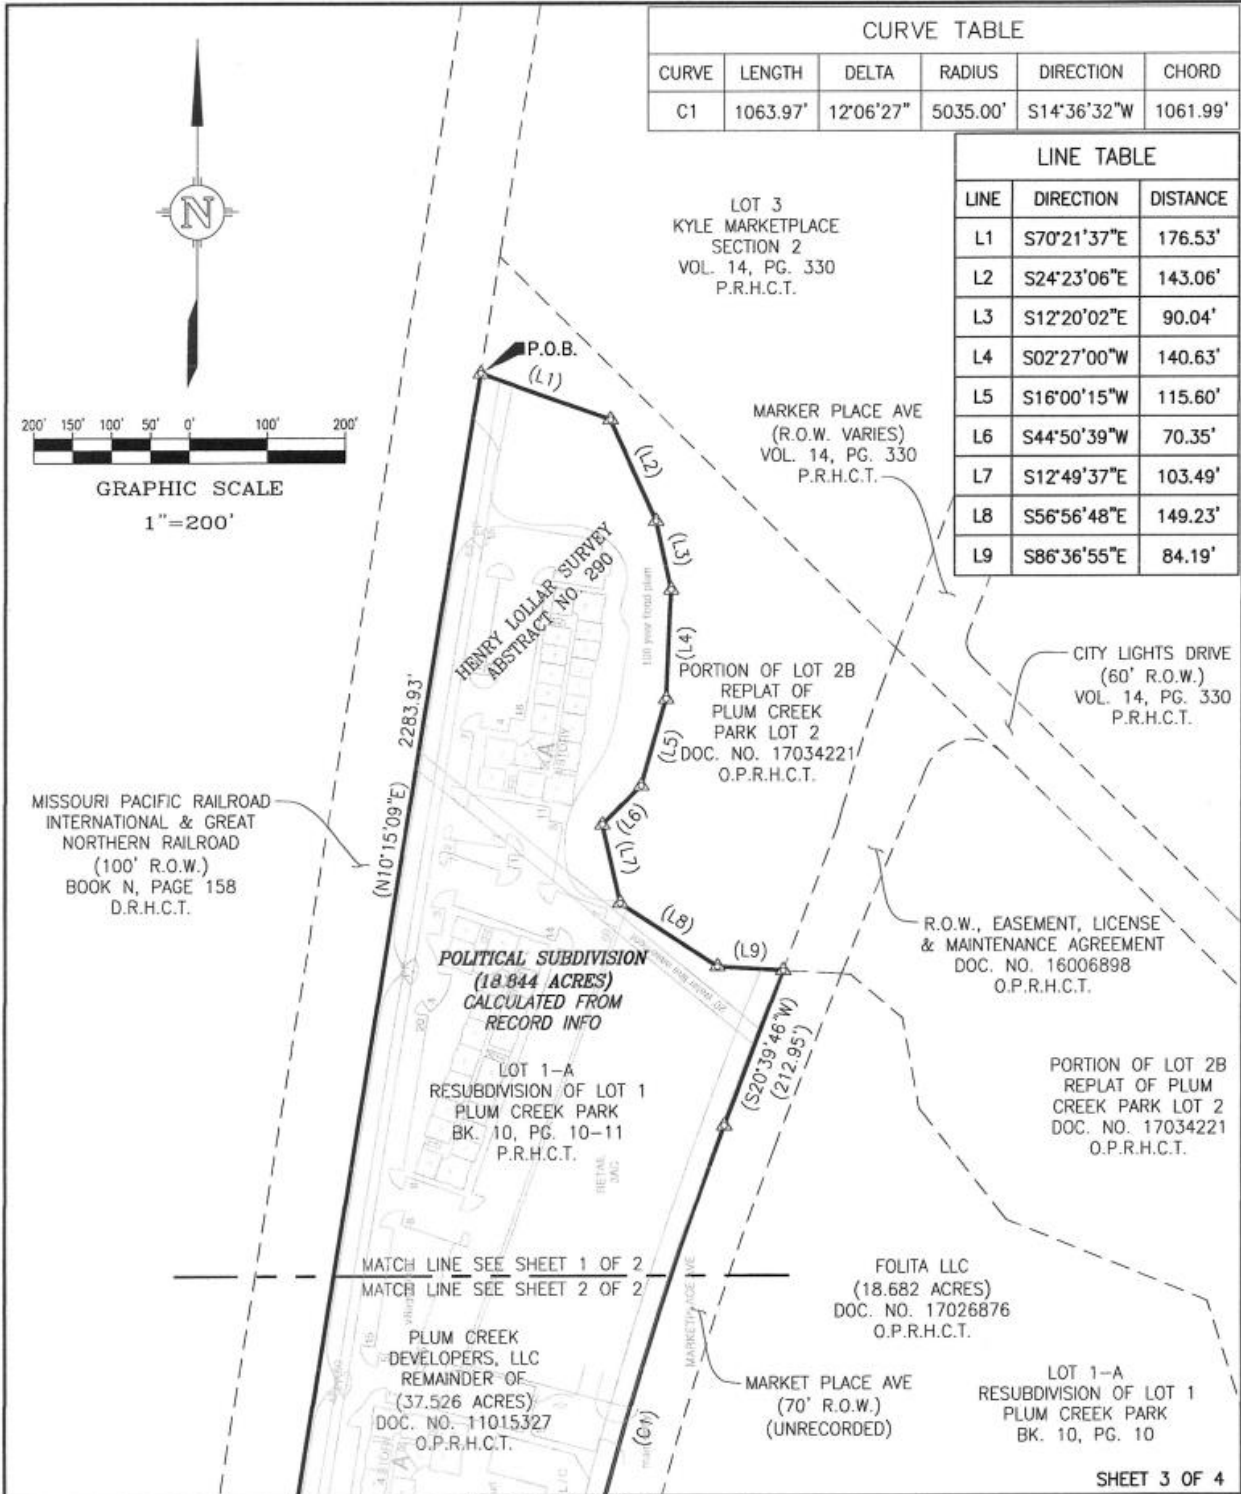 CURVE TABLE
CURVE LENGTH DELTA RADIUS DIRECTION CHORD
C1 1063.97' 12°06'27" 5035.00' S14°36'32"W 1061.99'
LINE TABLE
LINE DIRECTION DISTANCE
L1 S70°21'37"E 176.53'
L2 S24°23'06"E 143.06'
L3 S12°20'02"E 90.04'
L4 S02°27'00"W 140.63'
L5 S16°00'15"W 115.60'
L6 S44°50'39"W 70.35'
L7 S12°49'37"E 103.49'
L8 S56°56'48"E 149.23'
L9 S86°36'55"E 84.19'
N
200' 100' 50' 0' 100' 200'
GRAPHIC SCALE
1"=200'
LOT 3
KYLE MARKETPLACE
SECTION 2
VOL. 14, PG. 330
P.R.H.C.T.
P.O.B.
(L1)
(L2)
(L3)
(L4)
(L5)
(L6)
(L7)
(L8)
(L9)
MARKER PLACE AVE
(R.O.W. VARIES)
VOL. 14, PG. 330
P.R.H.C.T.
HENRY LOLLAR SURVEY
ABSTRACT NO. 290
100 year flood plain
PORTION OF LOT 2B
REPLAT OF
PLUM CREEK
PARK LOT 2
DOC. NO. 17034221
O.P.R.H.C.T.
CITY LIGHTS DRIVE
(60' R.O.W.)
VOL. 14, PG. 330
P.R.H.C.T.
2283.93'
(N10°15'09"E)
MISSOURI PACIFIC RAILROAD
INTERNATIONAL & GREAT
NORTHERN RAILROAD
(100' R.O.W.)
BOOK N, PAGE 158
D.R.H.C.T.
R.O.W., EASEMENT, LICENSE
& MAINTENANCE AGREEMENT
DOC. NO. 16006898
O.P.R.H.C.T.
POLITICAL SUBDIVISION
(18.844 ACRES)
CALCULATED FROM
RECORD INFO
(S20°39'46"W)
(212.95')
LOT 1-A
RESUBDIVISION OF LOT 1
PLUM CREEK PARK
BK. 10, PG. 10-11
P.R.H.C.T.
PORTION OF LOT 2B
REPLAT OF PLUM
CREEK PARK LOT 2
DOC. NO. 17034221
O.P.R.H.C.T.
RETAIL
MATCH LINE SEE SHEET 1 OF 2
MATCH LINE SEE SHEET 2 OF 2
MARKETPLACE AVE
FOLITA LLC
(18.682 ACRES)
DOC. NO. 17026876
O.P.R.H.C.T.
PLUM CREEK
DEVELOPERS, LLC
REMAINDER OF
(37.526 ACRES)
DOC. NO. 11015327
O.P.R.H.C.T.
(C1)
MARKET PLACE AVE
(70' R.O.W.)
(UNRECORDED)
LOT 1-A
RESUBDIVISION OF LOT 1
PLUM CREEK PARK
BK. 10, PG. 10
SHEET 3 OF 4